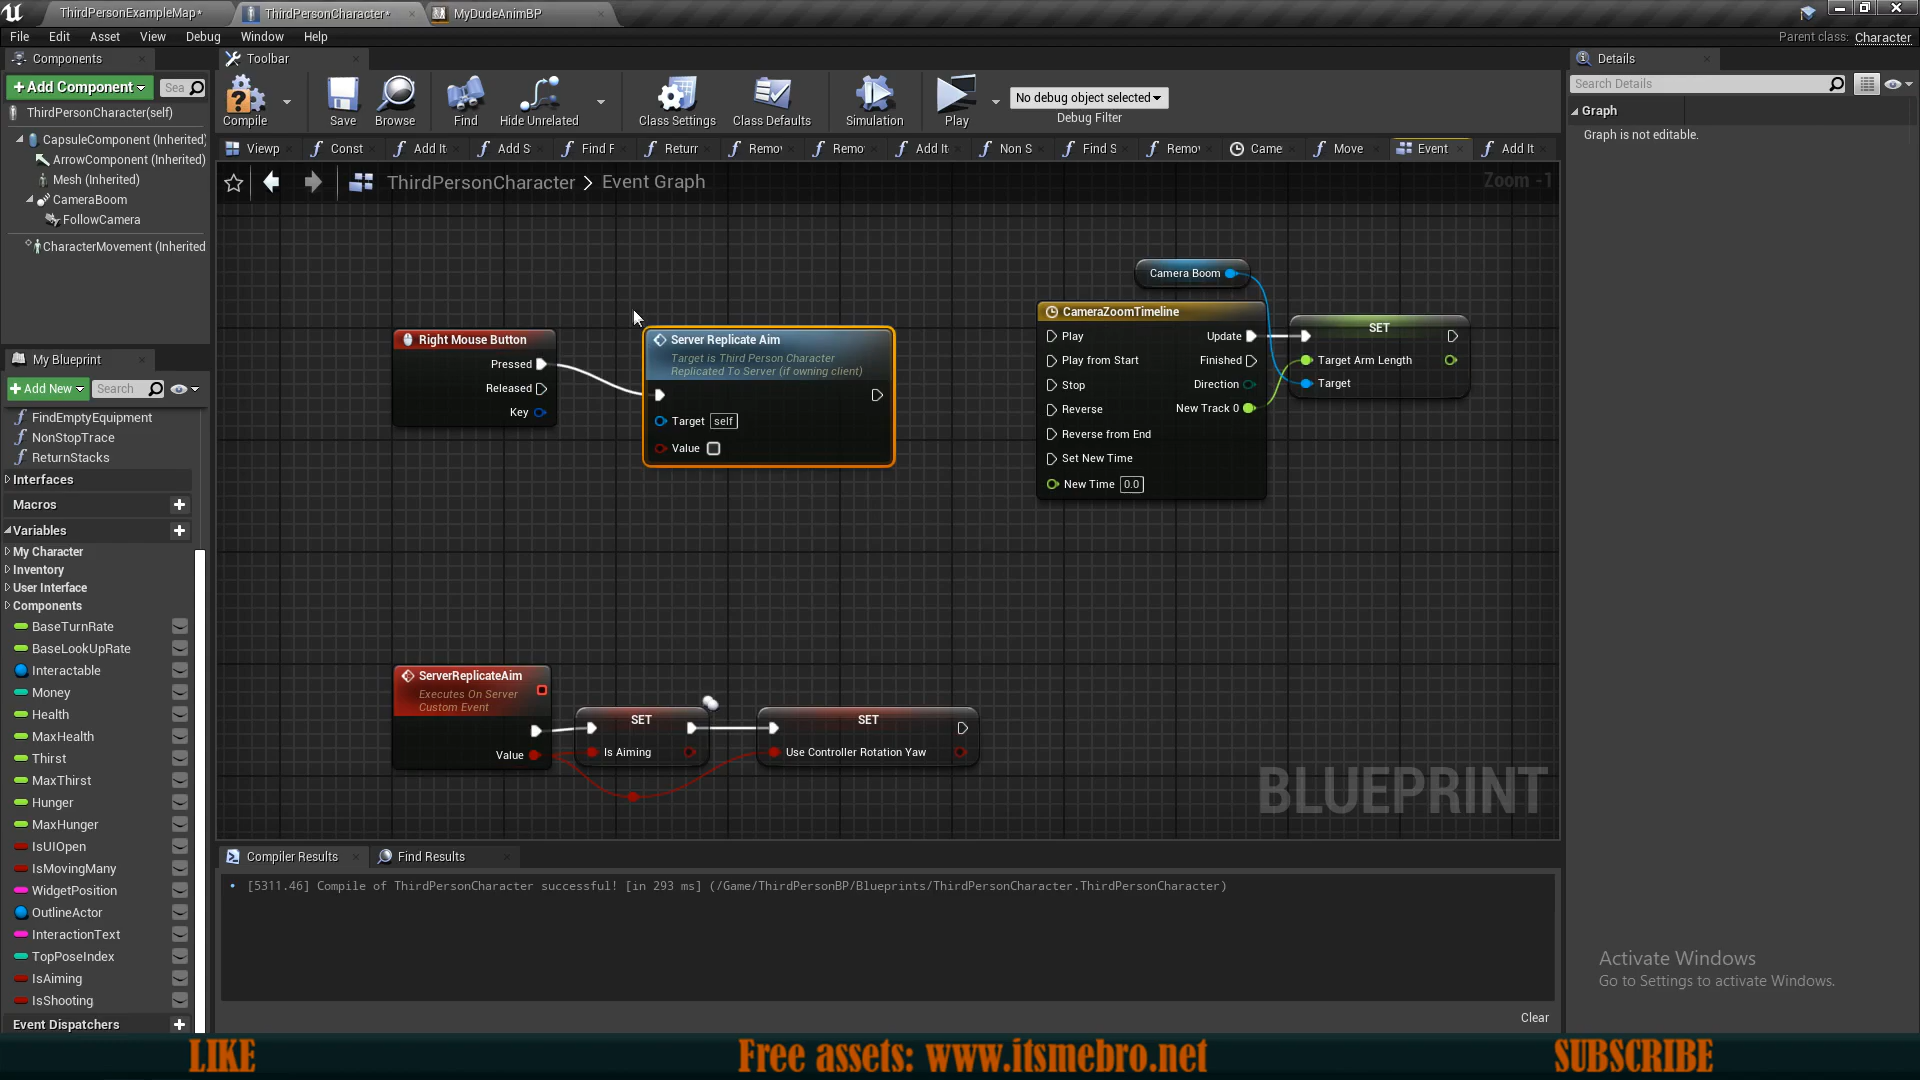 ThirdPersonExampleMap*
ThirdPersonCharacter*
MyDudeAnimBP
File Edit Asset View Debug Window Help
Parent class: Character
Components
Toolbar
Details
+Add Component
Sea
ThirdPersonCharacter(self)
CapsuleComponent (Inherited)
ArrowComponent (Inherited)
Mesh (Inherited)
CameraBoom
FollowCamera
CharacterMovement (Inherited
Compile
Save
Browse
Find
Hide Unrelated
Class Settings
Class Defaults
Simulation
Play
No debug object selected
Debug Filter
Search Details
Graph
Graph is not editable.
Viewp Const Add It Add S Find F Return Remo Remo Add It Non S Find S Remo Came Move Event Add It
ThirdPersonCharacter > Event Graph
Zoom -1
My Blueprint
+Add New
Search
FindEmptyEquipment
NonStopTrace
ReturnStacks
Interfaces
Macros
Variables
My Character
Inventory
User Interface
Components
BaseTurnRate
BaseLookUpRate
Interactable
Money
Health
MaxHealth
Thirst
MaxThirst
Hunger
MaxHunger
IsUIOpen
IsMovingMany
WidgetPosition
OutlineActor
InteractionText
TopPoseIndex
IsAiming
IsShooting
Event Dispatchers
Right Mouse Button
Pressed
Released
Key
Server Replicate Aim
Target is Third Person Character
Replicated To Server (if owning client)
Target self
Value
Camera Boom
CameraZoomTimeline
Play Update
Play from Start Finished
Stop Direction
Reverse New Track 0
Reverse from End
Set New Time
New Time 0.0
SET
Target Arm Length
Target
ServerReplicateAim
Executes On Server
Custom Event
Value
SET
Is Aiming
SET
Use Controller Rotation Yaw
BLUEPRINT
Compiler Results
Find Results
[5311.46] Compile of ThirdPersonCharacter successful! [in 293 ms] (/Game/ThirdPersonBP/Blueprints/ThirdPersonCharacter.ThirdPersonCharacter)
Clear
Activate Windows
Go to Settings to activate Windows.
LIKE
Free assets: www.itsmebro.net
SUBSCRIBE